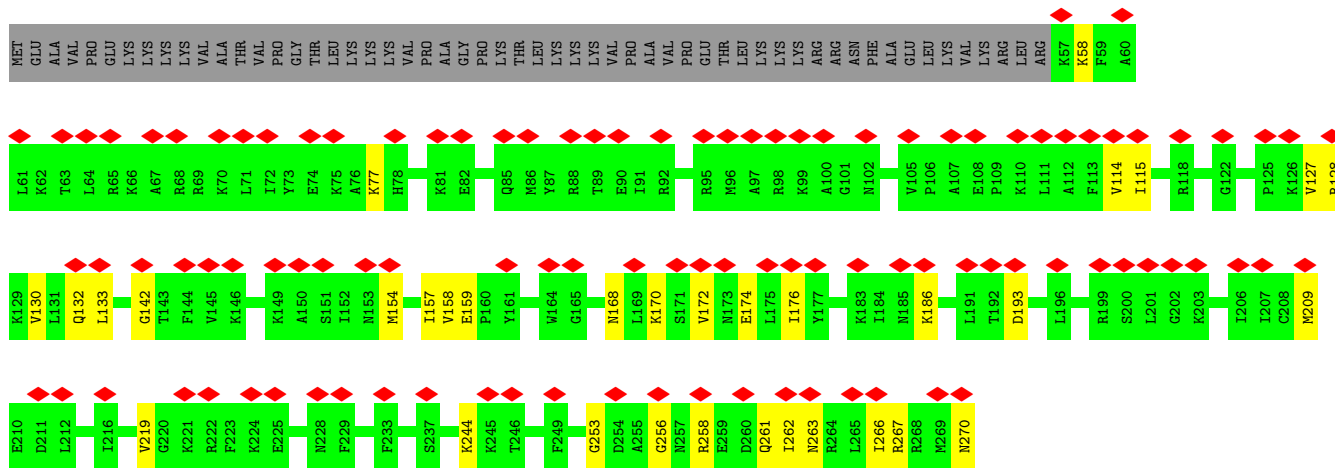 MET GLU ALA VAL PRO GLU LYS LYS LYS LYS VAL ALA THR VAL PRO GLY THR LEU LYS LYS LYS VAL PRO ALA GLY PRO LYS THR LEU LYS LYS LYS VAL PRO ALA VAL PRO GLU THR LEU LYS LYS LYS ARG ARG ASN PHE ALA GLU LEU LYS VAL LYS ARG LEU ARG K57 K58 F59 A60
L61 K62 T63 L64 R65 K66 A67 R68 R69 K70 L71 I72 Y73 E74 K75 A76 K77 H78 K81 E82 Q85 M86 Y87 R88 T89 E90 I91 R92 R95 M96 A97 R98 K99 A100 G101 N102 V105 P106 A107 E108 P109 K110 L111 A112 F113 V114 I115 R118 G122 P125 K126 V127 R128
K129 V130 L131 Q132 L133 G142 T143 F144 V145 K146 K149 A150 S151 I152 N153 M154 I157 V158 E159 P160 Y161 W164 G165 N168 L169 K170 S171 V172 N173 E174 L175 I176 Y177 K183 I184 N185 K186 L191 T192 D193 L196 R199 S200 L201 G202 K203 I206 I207 C208 M209
E210 D211 L212 I216 V219 G220 K221 R222 F223 K224 E225 N228 F229 F233 S237 K244 K245 T246 F249 G253 D254 A255 G256 N257 R258 E259 D260 Q261 I262 N263 R264 L265 I266 R267 R268 M269 N270